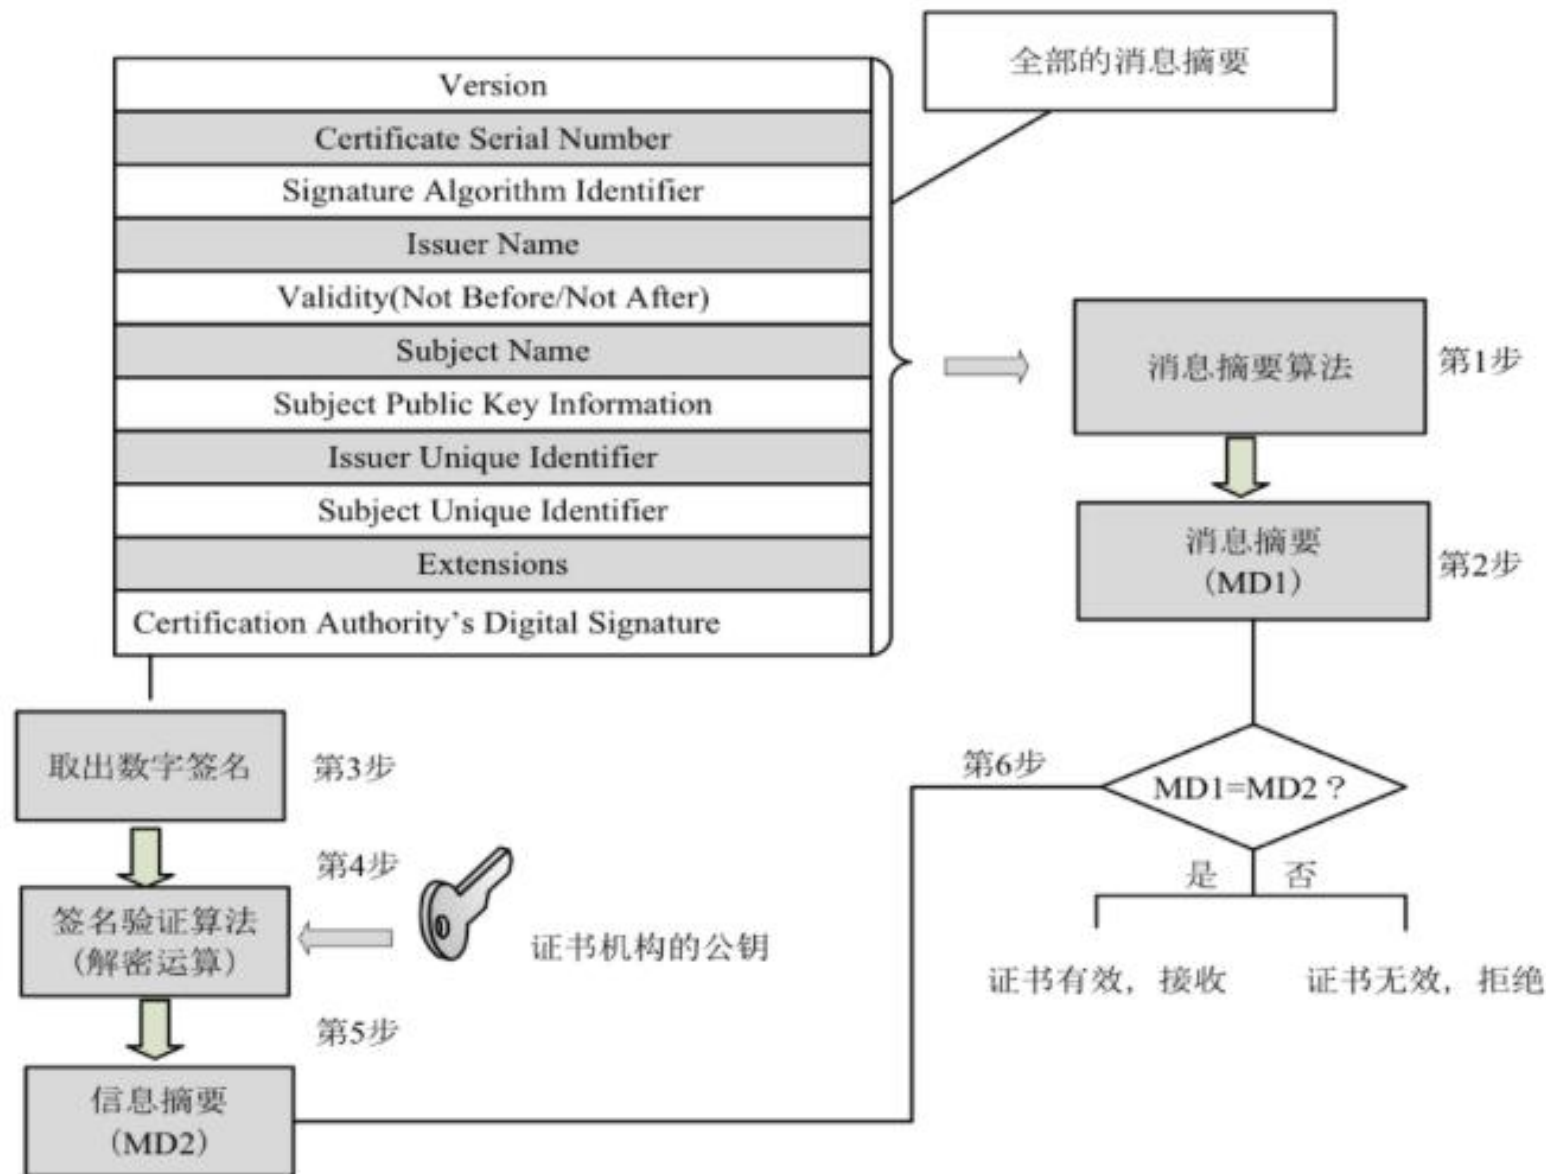 全部的消息摘要
Version
Certificate Serial Number
Signature Algorithm Identifier
Issuer Name
Validity(Not Before/Not After)
Subject Name
Subject Public Key Information
Issuer Unique Identifier
Subject Unique Identifier
Extensions
Certification Authority’s Digital Signature
消息摘要算法
第1步
消息摘要
(MD1)
第2步
取出数字签名
第3步
第4步
签名验证算法
(解密运算)
证书机构的公钥
第5步
信息摘要
(MD2)
第6步
MD1=MD2？
是
否
证书有效，接收
证书无效，拒绝